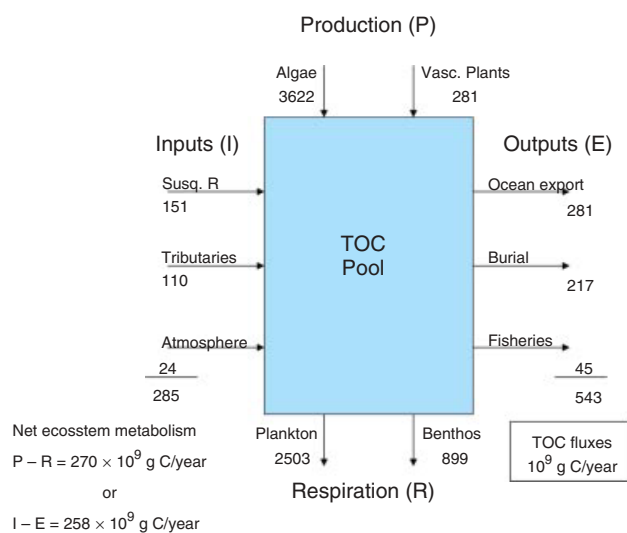 Production (P)
Algae
3622
Vasc. Plants
281
Inputs (I)
Outputs (E)
Susq. R
151
Ocean export
281
TOC
Pool
Tributaries
110
Burial
217
Atmosphere
24
285
Fisheries
45
543
Plankton
2503
Benthos
899
Respiration (R)
Net ecosstem metabolism
P – R = 270 × 10⁹ g C/year
or
I – E = 258 × 10⁹ g C/year
TOC fluxes
10⁹ g C/year